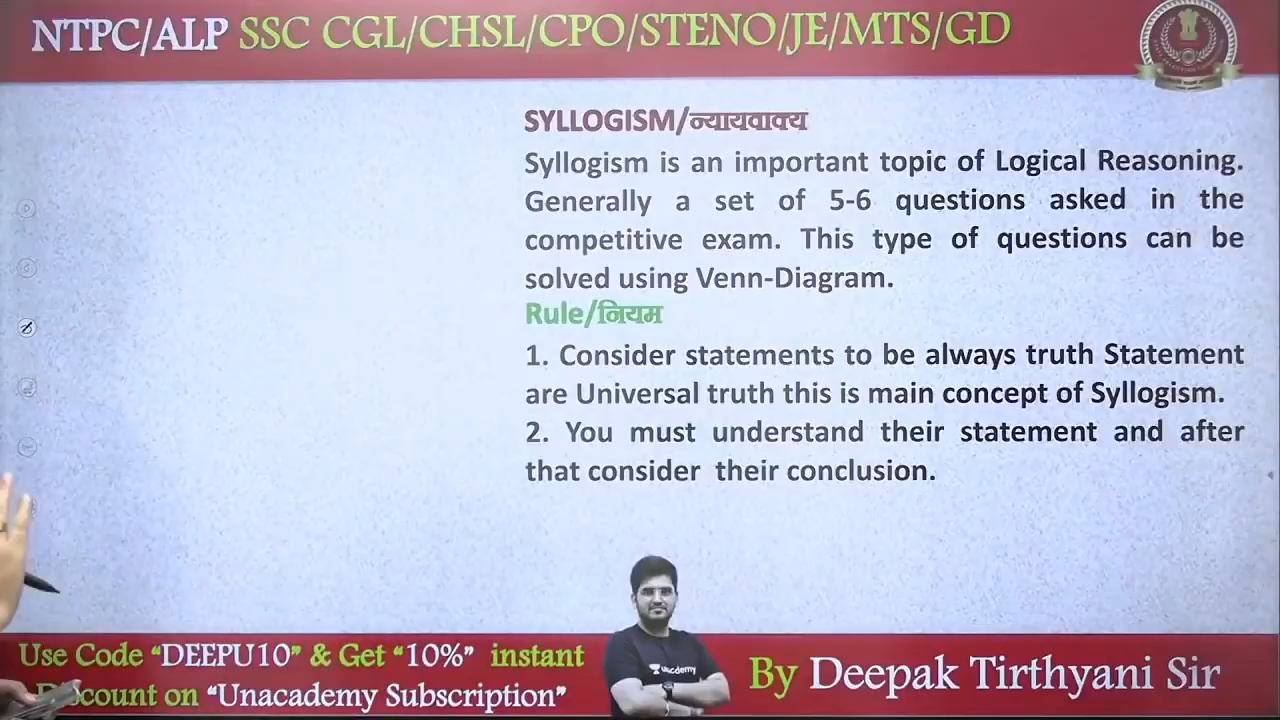 NTPC/ALP SSC CGL/CHSL/CPO/STENO/JE/MTS/GD
SYLLOGISM/न्यायवाक्य
Syllogism is an important topic of Logical Reasoning.
Generally a set of 5-6 questions asked in the
competitive exam. This type of questions can be
solved using Venn-Diagram.
Rule/नियम
1. Consider statements to be always truth Statement
are Universal truth this is main concept of Syllogism.
2. You must understand their statement and after
that consider their conclusion.
Use Code “DEEPU10” & Get “10%” instant
on “Unacademy Subscription”
unacdemy
By Deepak Tirthyani Sir